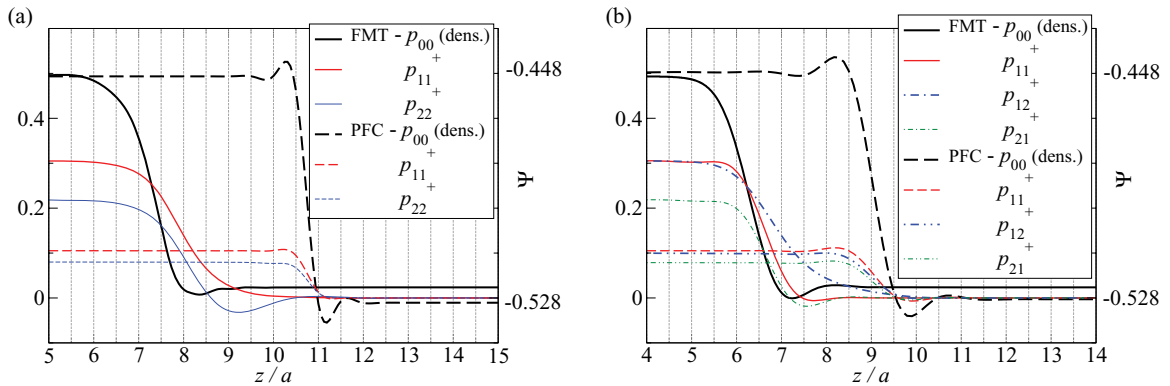 (a)
FMT - p00 (dens.)
p11+
p22+
PFC - p00 (dens.)
p11+
p22+
0.4
0.2
0
-0.448
-0.528
Ψ
5 6 7 8 9 10 11 12 13 14 15
z / a
(b)
FMT - p00 (dens.)
p11+
p12+
p21+
PFC - p00 (dens.)
p11+
p12+
p21+
0.4
0.2
0
-0.448
-0.528
Ψ
4 5 6 7 8 9 10 11 12 13 14
z / a